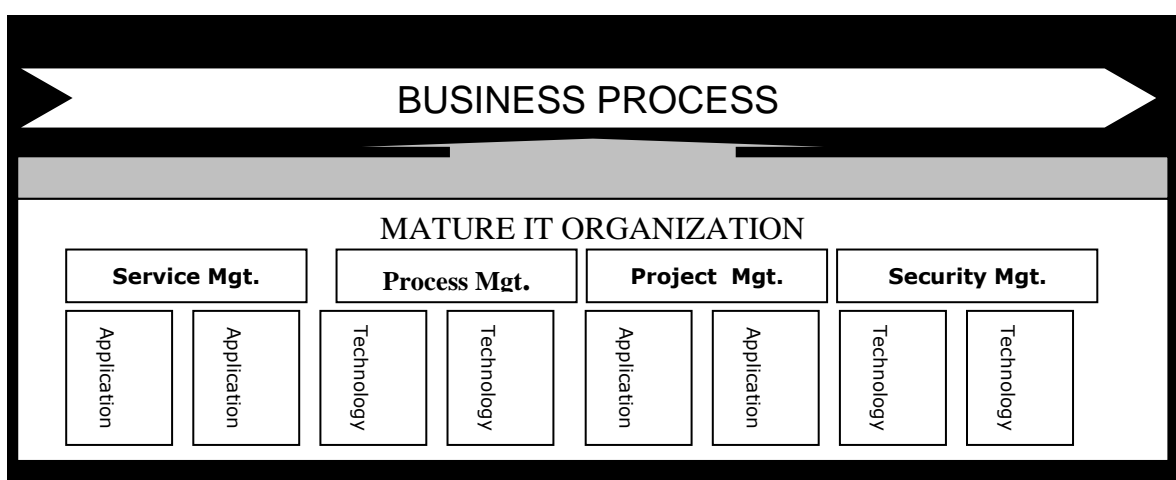 BUSINESS PROCESS
MATURE IT ORGANIZATION
Service Mgt. Process Mgt. Project Mgt. Security Mgt.
Application Application Technology Technology Application Application Technology Technology